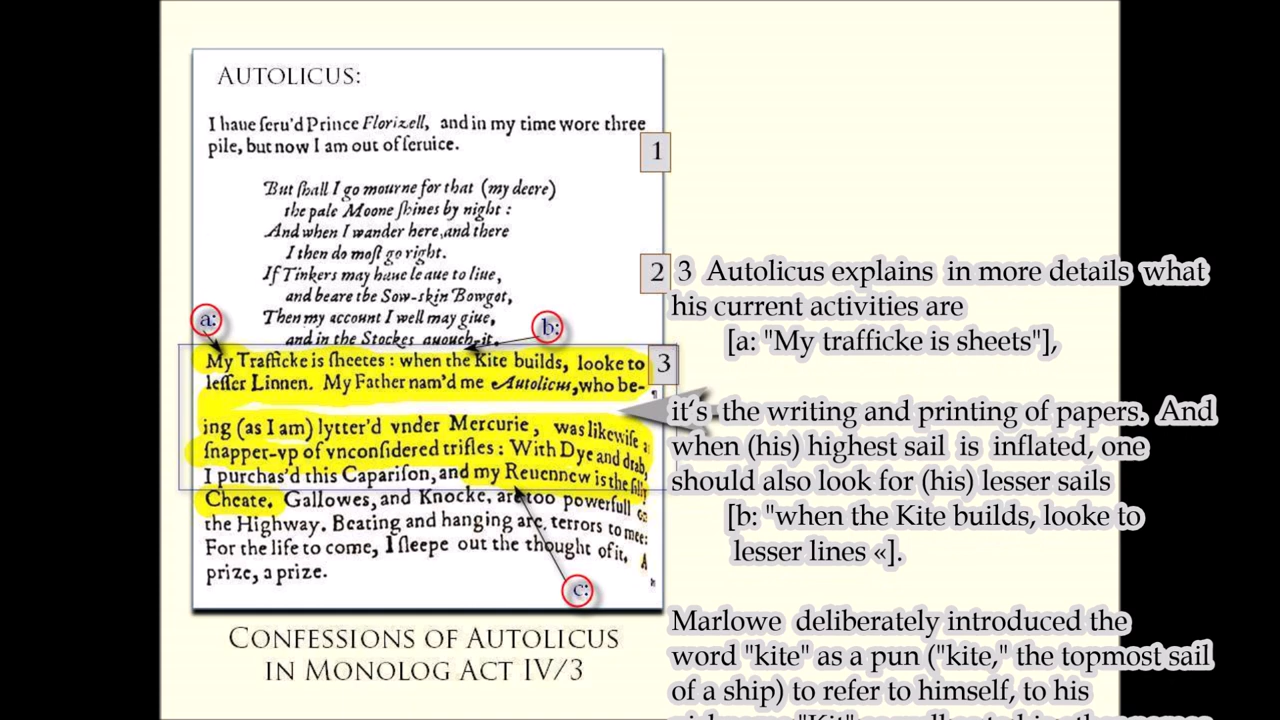 AUTOLICUS:
I haue ſeru'd Prince Florizell, and in my time wore three
pile, but now I am out of ſeruice.
1
But ſhall I go mourne for that (my deere)
the pale Moone ſhines by night :
And when I wander here, and there
I then do moſt go right.
If Tinkers may haue leaue to liue,
and beare the Sow-skin Bowget,
Then my account I well may giue,
and in the Stockes auouch-it.
2
a:
b:
My Trafficke is ſheetes : when the Kite builds, looke to
leſſer Linnen. My Father nam'd me Autolicus, who be-
3
ing (as I am) lytter'd vnder Mercurie, was likewiſe a
ſnapper-vp of vnconſidered trifles : With Dye and drab,
I purchas'd this Capariſon, and my Reuennew is the ſilly
Cheate. Gallowes, and Knocke, are too powerfull on
the Highway. Beating and hanging are terrors to mee:
For the life to come, I ſleepe out the thought of it. A
prize, a prize.
c:
CONFESSIONS OF AUTOLICUS
IN MONOLOG ACT IV/3
3 Autolicus explains in more details what
his current activities are
[a: "My trafficke is sheets"],
it‘s the writing and printing of papers. And
when (his) highest sail is inflated, one
should also look for (his) lesser sails
[b: "when the Kite builds, looke to
lesser lines «].
Marlowe deliberately introduced the
word "kite" as a pun ("kite," the topmost sail
of a ship) to refer to himself, to his